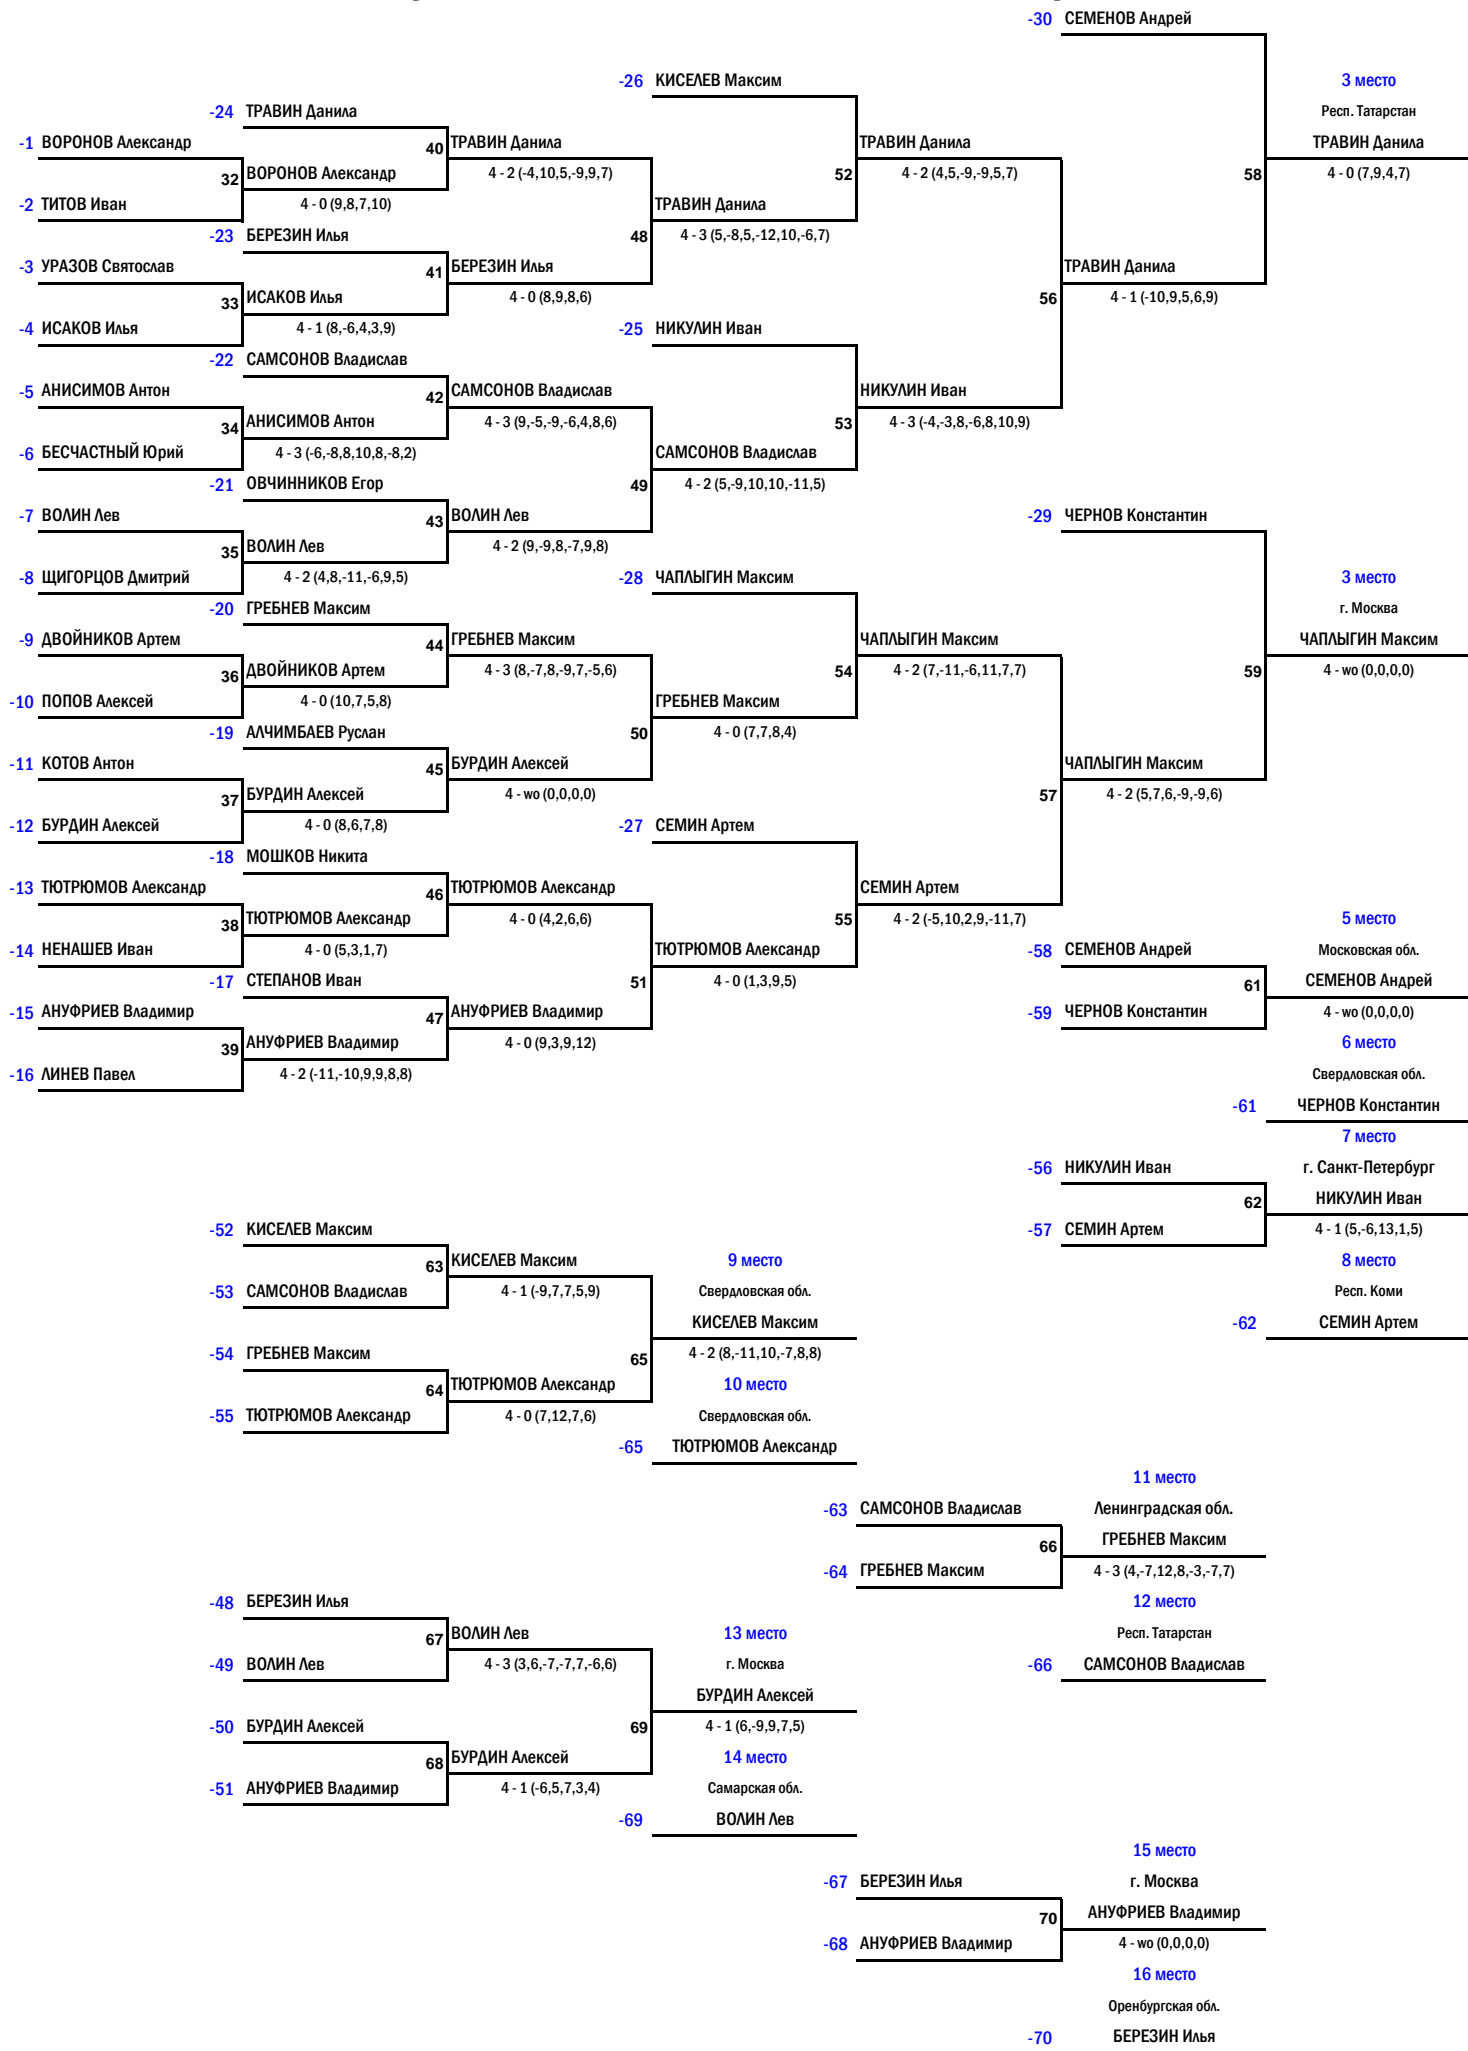 -30 СЕМЕНОВ Андрей
-26 КИСЕЛЕВ Максим
3 место
-24 ТРАВИН Данила
Респ. Татарстан
-1 ВОРОНОВ Александр
40 ТРАВИН Данила
ТРАВИН Данила
ТРАВИН Данила
32 ВОРОНОВ Александр
4 - 2 (-4,10,5,-9,9,7)
52
4 - 2 (4,5,-9,-9,5,7)
58
4 - 0 (7,9,4,7)
-2 ТИТОВ Иван
4 - 0 (9,8,7,10)
ТРАВИН Данила
-23 БЕРЕЗИН Илья
48
4 - 3 (5,-8,5,-12,10,-6,7)
-3 УРАЗОВ Святослав
41 БЕРЕЗИН Илья
ТРАВИН Данила
33 ИСАКОВ Илья
4 - 0 (8,9,8,6)
56
4 - 1 (-10,9,5,6,9)
-4 ИСАКОВ Илья
4 - 1 (8,-6,4,3,9)
-25 НИКУЛИН Иван
-22 САМСОНОВ Владислав
-5 АНИСИМОВ Антон
42 САМСОНОВ Владислав
НИКУЛИН Иван
34 АНИСИМОВ Антон
4 - 3 (9,-5,-9,-6,4,8,6)
53
4 - 3 (-4,-3,8,-6,8,10,9)
-6 БЕСЧАСТНЫЙ Юрий
4 - 3 (-6,-8,8,10,8,-8,2)
САМСОНОВ Владислав
-21 ОВЧИННИКОВ Егор
49
4 - 2 (5,-9,10,10,-11,5)
-7 ВОЛИН Лев
43 ВОЛИН Лев
-29 ЧЕРНОВ Константин
35 ВОЛИН Лев
4 - 2 (9,-9,8,-7,9,8)
-8 ЩИГОРЦОВ Дмитрий
4 - 2 (4,8,-11,-6,9,5)
-28 ЧАПЛЫГИН Максим
3 место
-20 ГРЕБНЕВ Максим
г. Москва
-9 ДВОЙНИКОВ Артем
44 ГРЕБНЕВ Максим
ЧАПЛЫГИН Максим
ЧАПЛЫГИН Максим
36 ДВОЙНИКОВ Артем
4 - 3 (8,-7,8,-9,7,-5,6)
54
4 - 2 (7,-11,-6,11,7,7)
59
4 - wo (0,0,0,0)
-10 ПОПОВ Алексей
4 - 0 (10,7,5,8)
ГРЕБНЕВ Максим
-19 АЛЧИМБАЕВ Руслан
50
4 - 0 (7,7,8,4)
-11 КОТОВ Антон
45 БУРДИН Алексей
ЧАПЛЫГИН Максим
37 БУРДИН Алексей
4 - wo (0,0,0,0)
57
4 - 2 (5,7,6,-9,-9,6)
-12 БУРДИН Алексей
4 - 0 (8,6,7,8)
-27 СЕМИН Артем
-18 МОШКОВ Никита
-13 ТЮТРЮМОВ Александр
46 ТЮТРЮМОВ Александр
СЕМИН Артем
38 ТЮТРЮМОВ Александр
4 - 0 (4,2,6,6)
55
4 - 2 (-5,10,2,9,-11,7)
5 место
-14 НЕНАШЕВ Иван
4 - 0 (5,3,1,7)
ТЮТРЮМОВ Александр
-58 СЕМЕНОВ Андрей
Московская обл.
-17 СТЕПАНОВ Иван
51
4 - 0 (1,3,9,5)
61
СЕМЕНОВ Андрей
-15 АНУФРИЕВ Владимир
47 АНУФРИЕВ Владимир
-59 ЧЕРНОВ Константин
4 - wo (0,0,0,0)
39 АНУФРИЕВ Владимир
4 - 0 (9,3,9,12)
6 место
-16 ЛИНЕВ Павел
4 - 2 (-11,-10,9,9,8,8)
Свердловская обл.
-61 ЧЕРНОВ Константин
7 место
-56 НИКУЛИН Иван
г. Санкт-Петербург
62
НИКУЛИН Иван
-52 КИСЕЛЕВ Максим
-57 СЕМИН Артем
4 - 1 (5,-6,13,1,5)
63 КИСЕЛЕВ Максим
9 место
8 место
-53 САМСОНОВ Владислав
4 - 1 (-9,7,7,5,9)
Свердловская обл.
Респ. Коми
КИСЕЛЕВ Максим
-62 СЕМИН Артем
-54 ГРЕБНЕВ Максим
65
4 - 2 (8,-11,10,-7,8,8)
64 ТЮТРЮМОВ Александр
10 место
-55 ТЮТРЮМОВ Александр
4 - 0 (7,12,7,6)
Свердловская обл.
-65 ТЮТРЮМОВ Александр
11 место
-63 САМСОНОВ Владислав
Ленинградская обл.
66
ГРЕБНЕВ Максим
-64 ГРЕБНЕВ Максим
4 - 3 (4,-7,12,8,-3,-7,7)
-48 БЕРЕЗИН Илья
12 место
67 ВОЛИН Лев
13 место
Респ. Татарстан
-49 ВОЛИН Лев
4 - 3 (3,6,-7,-7,7,-6,6)
г. Москва
-66 САМСОНОВ Владислав
БУРДИН Алексей
-50 БУРДИН Алексей
69
4 - 1 (6,-9,9,7,5)
68 БУРДИН Алексей
14 место
-51 АНУФРИЕВ Владимир
4 - 1 (-6,5,7,3,4)
Самарская обл.
-69 ВОЛИН Лев
15 место
-67 БЕРЕЗИН Илья
г. Москва
70
АНУФРИЕВ Владимир
-68 АНУФРИЕВ Владимир
4 - wo (0,0,0,0)
16 место
Оренбургская обл.
-70 БЕРЕЗИН Илья